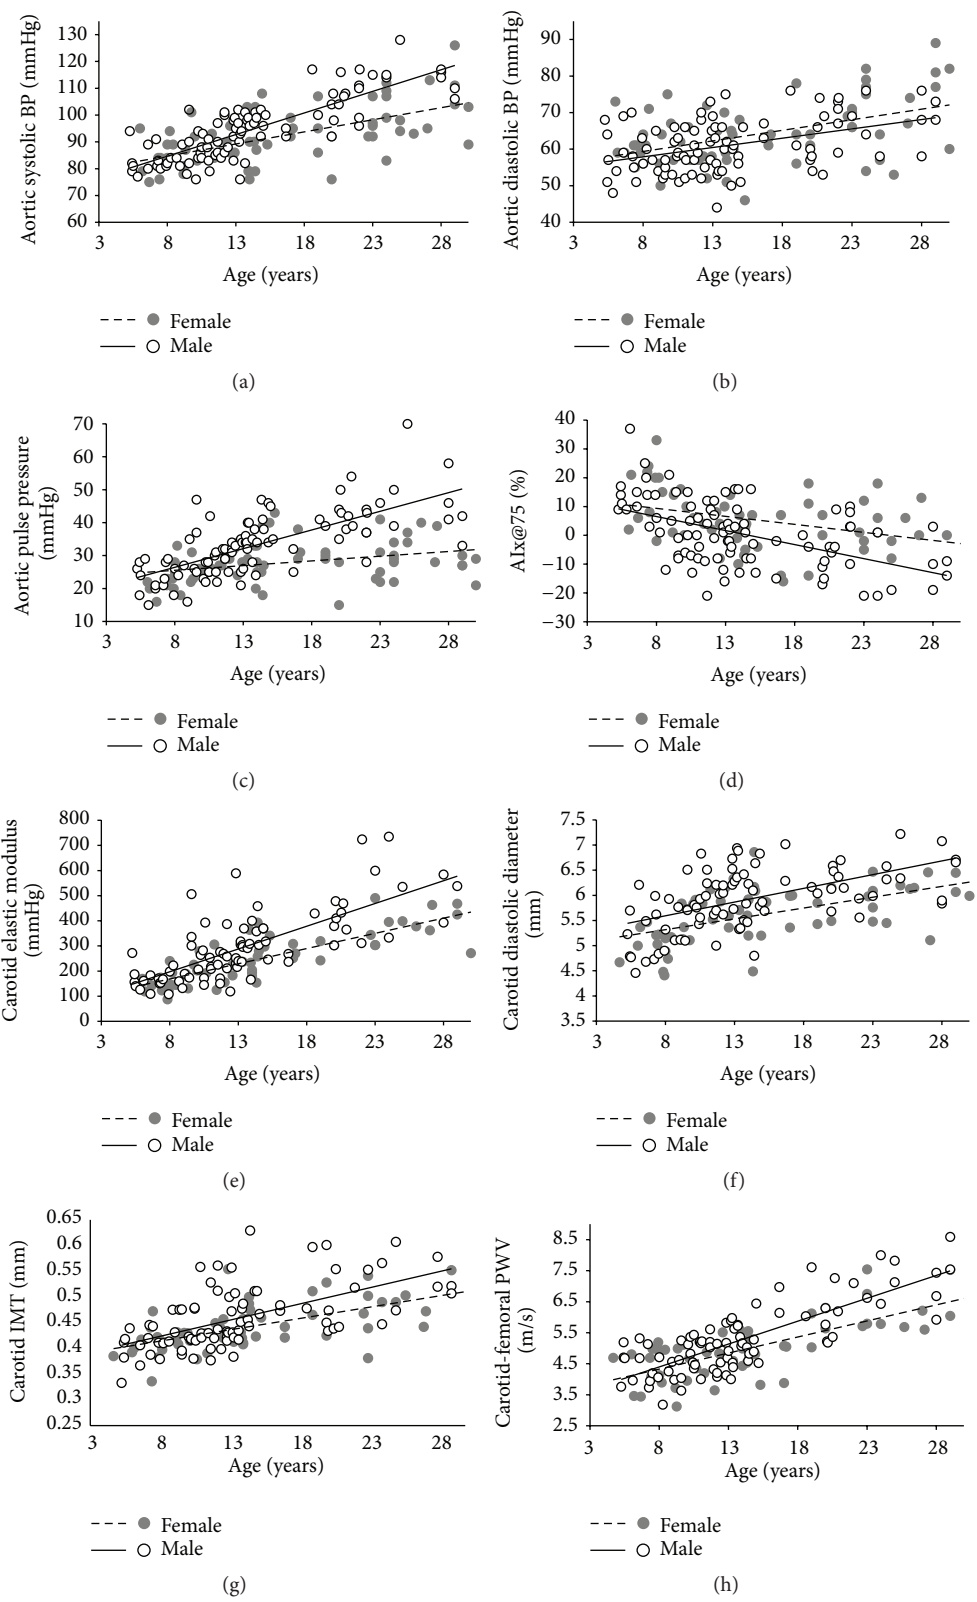 Aortic systolic BP (mmHg)
130
120
110
100
90
80
70
60
3 8 13 18 23 28
Age (years)
Female
Male
(a)
Aortic diastolic BP (mmHg)
90
80
70
60
50
40
3 8 13 18 23 28
Age (years)
Female
Male
(b)
Aortic pulse pressure
(mmHg)
70
60
50
40
30
20
10
3 8 13 18 23 28
Age (years)
Female
Male
(c)
AIx@75 (%)
40
30
20
10
0
−10
−20
−30
3 8 13 18 23 28
Age (years)
Female
Male
(d)
Carotid elastic modulus
(mmHg)
800
700
600
500
400
300
200
100
0
3 8 13 18 23 28
Age (years)
Female
Male
(e)
Carotid diastolic diameter
(mm)
7.5
7
6.5
6
5.5
5
4.5
4
3.5
3 8 13 18 23 28
Age (years)
Female
Male
(f)
Carotid IMT (mm)
0.65
0.6
0.55
0.5
0.45
0.4
0.35
0.3
0.25
3 8 13 18 23 28
Age (years)
Female
Male
(g)
Carotid-femoral PWV
(m/s)
8.5
7.5
6.5
5.5
4.5
3.5
2.5
3 8 13 18 23 28
Age (years)
Female
Male
(h)